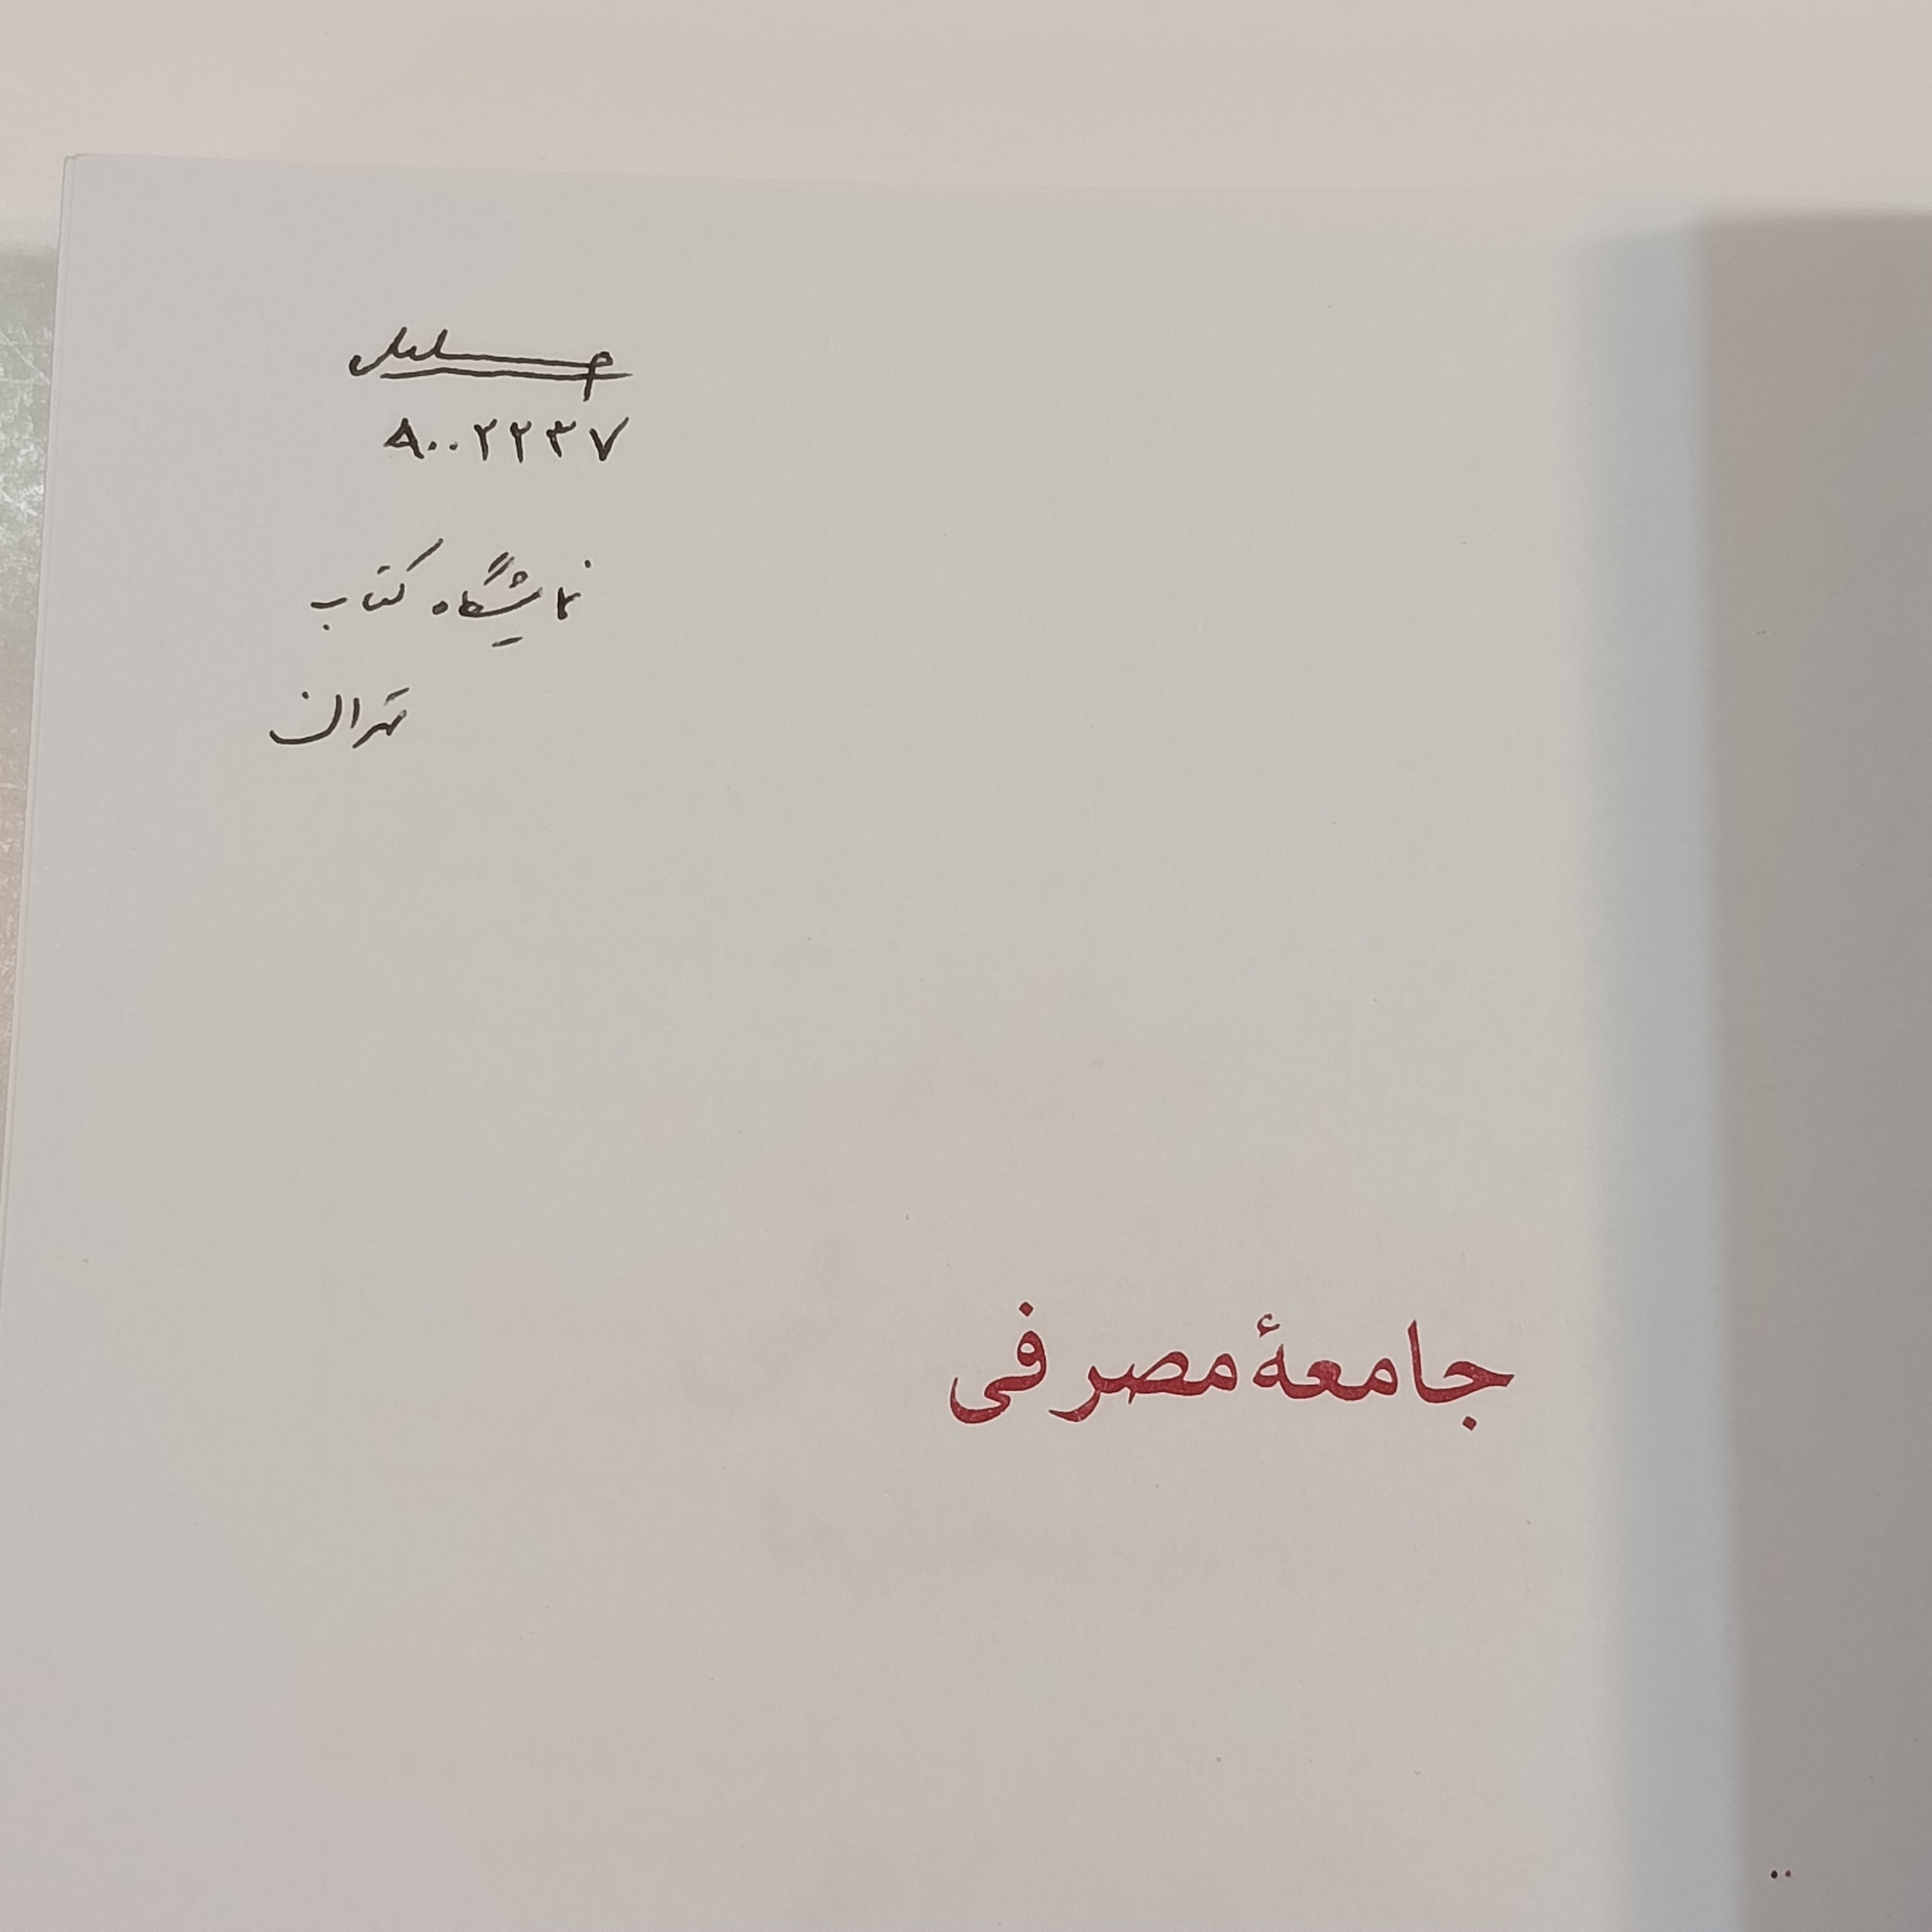 ۸۰۰۲۲۳۷
نمایشگاه کتاب
تهران
جامعهٔ مصرفی